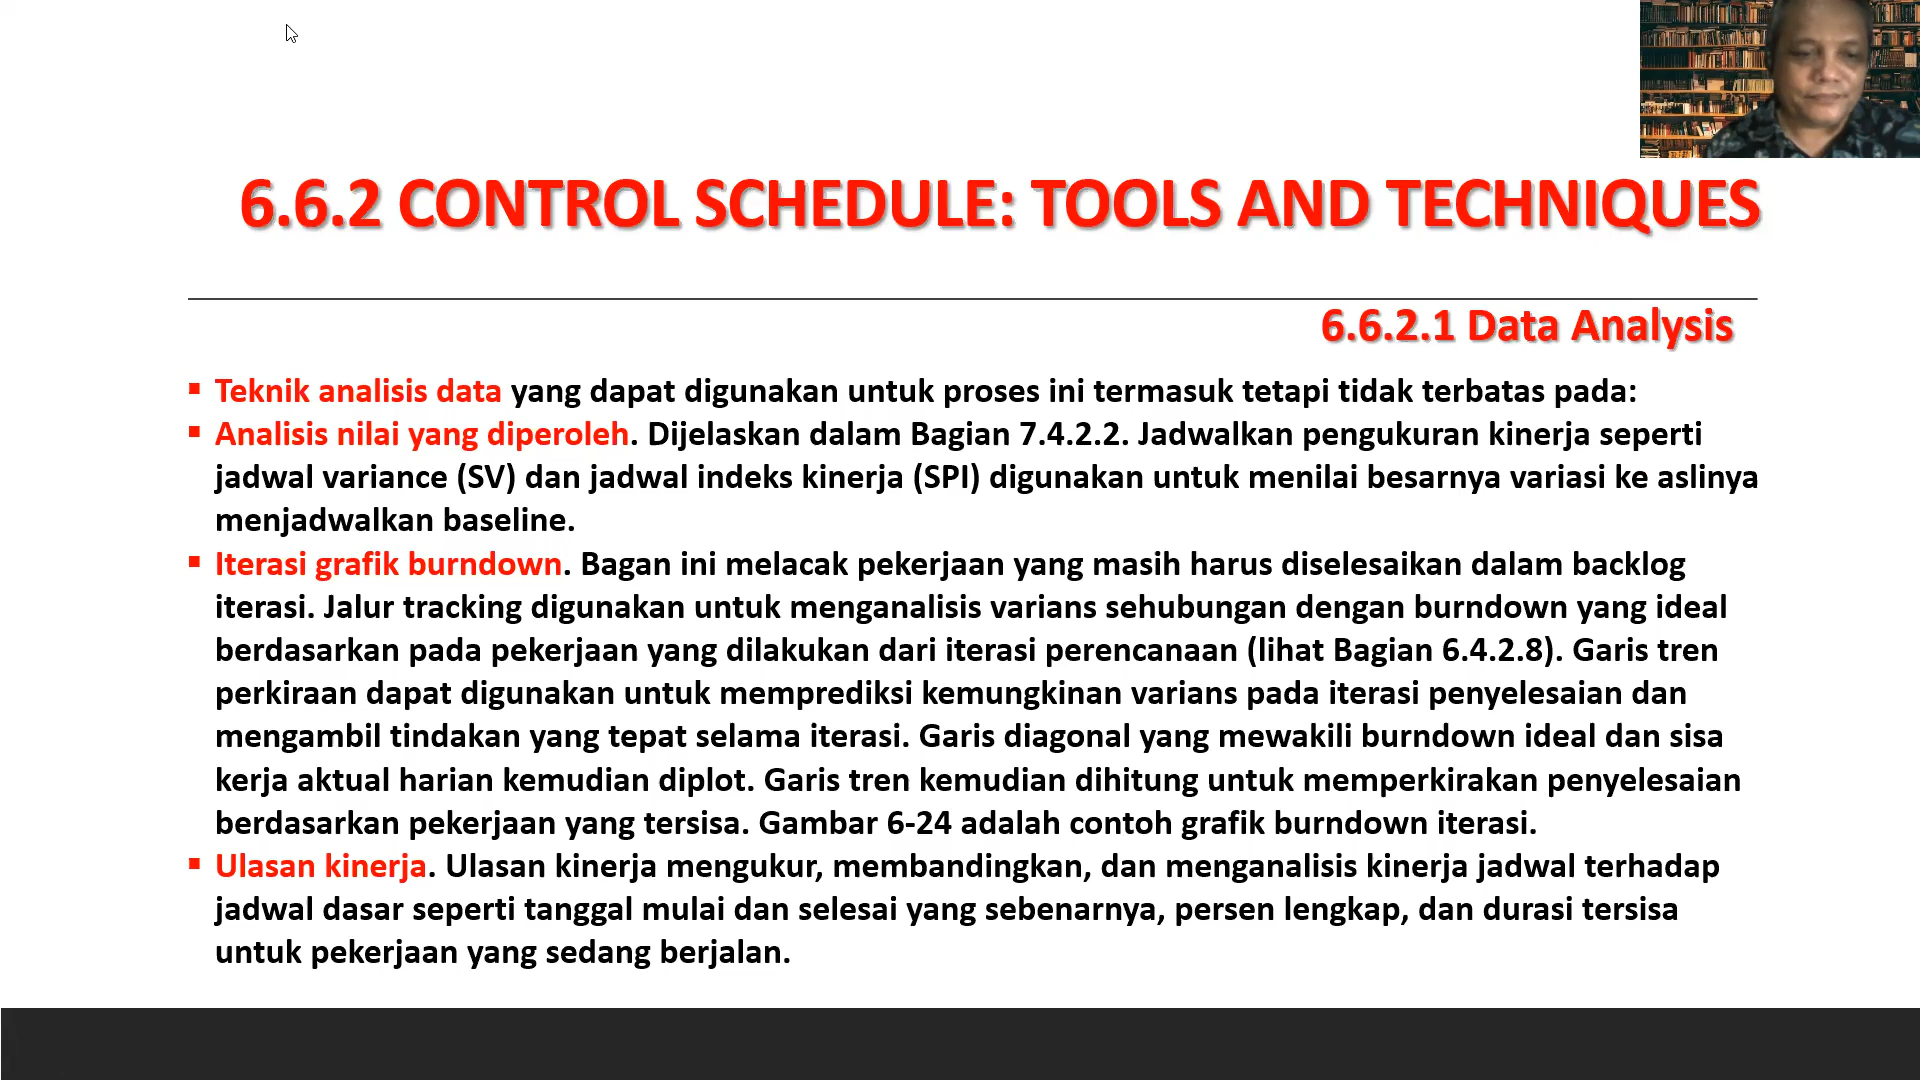 6.6.2 CONTROL SCHEDULE: TOOLS AND TECHNIQUES
6.6.2.1 Data Analysis
▪ Teknik analisis data yang dapat digunakan untuk proses ini termasuk tetapi tidak terbatas pada:
▪ Analisis nilai yang diperoleh. Dijelaskan dalam Bagian 7.4.2.2. Jadwalkan pengukuran kinerja seperti
jadwal variance (SV) dan jadwal indeks kinerja (SPI) digunakan untuk menilai besarnya variasi ke aslinya
menjadwalkan baseline.
▪ Iterasi grafik burndown. Bagan ini melacak pekerjaan yang masih harus diselesaikan dalam backlog
iterasi. Jalur tracking digunakan untuk menganalisis varians sehubungan dengan burndown yang ideal
berdasarkan pada pekerjaan yang dilakukan dari iterasi perencanaan (lihat Bagian 6.4.2.8). Garis tren
perkiraan dapat digunakan untuk memprediksi kemungkinan varians pada iterasi penyelesaian dan
mengambil tindakan yang tepat selama iterasi. Garis diagonal yang mewakili burndown ideal dan sisa
kerja aktual harian kemudian diplot. Garis tren kemudian dihitung untuk memperkirakan penyelesaian
berdasarkan pekerjaan yang tersisa. Gambar 6-24 adalah contoh grafik burndown iterasi.
▪ Ulasan kinerja. Ulasan kinerja mengukur, membandingkan, dan menganalisis kinerja jadwal terhadap
jadwal dasar seperti tanggal mulai dan selesai yang sebenarnya, persen lengkap, dan durasi tersisa
untuk pekerjaan yang sedang berjalan.